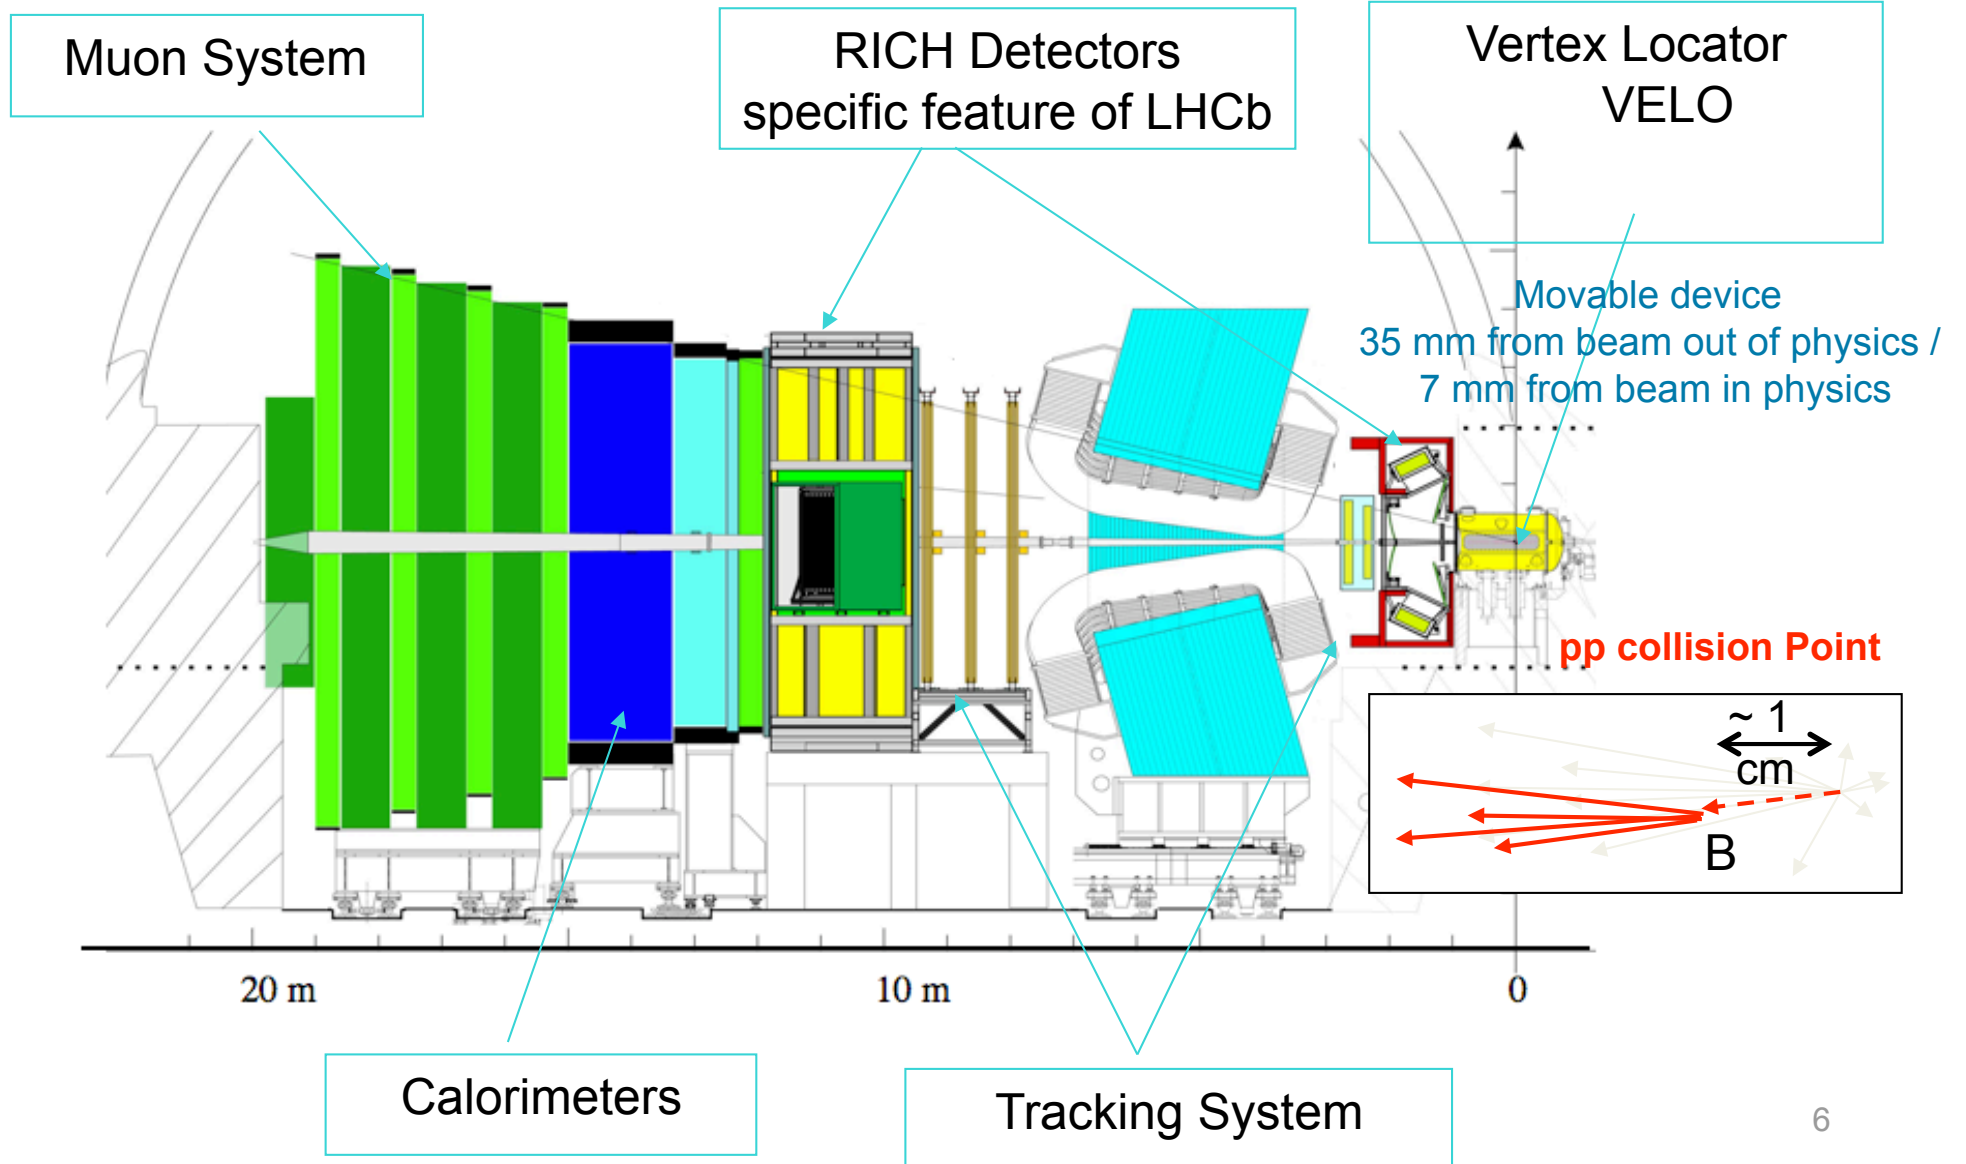 Muon System
RICH Detectors
specific feature of LHCb
Vertex Locator
VELO
Movable device
35 mm from beam out of physics /
7 mm from beam in physics
pp collision Point
~ 1
cm
B
20 m
10 m
0
Calorimeters
Tracking System
6